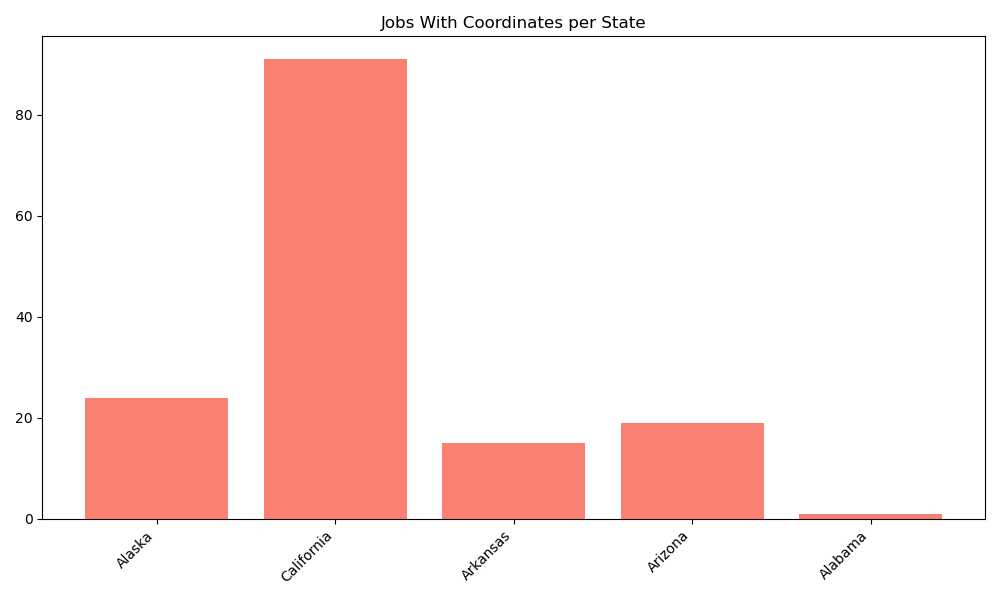 Jobs With Coordinates per State
80
60
40
20
0
Alaska
California
Arkansas
Arizona
Alabama